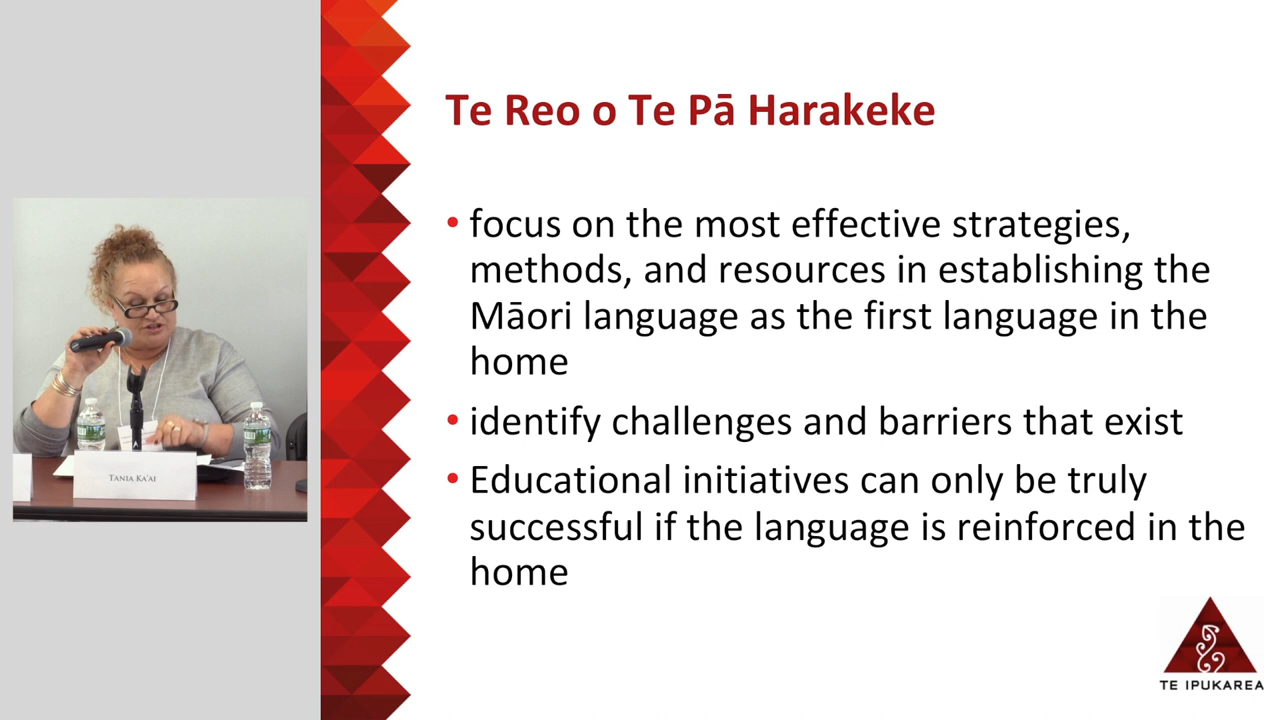 Te Reo o Te Pā Harakeke
• focus on the most effective strategies,
methods, and resources in establishing the
Māori language as the first language in the
home
• identify challenges and barriers that exist
• Educational initiatives can only be truly
successful if the language is reinforced in the
home
TANIA KA'AI
TE IPUKAREA